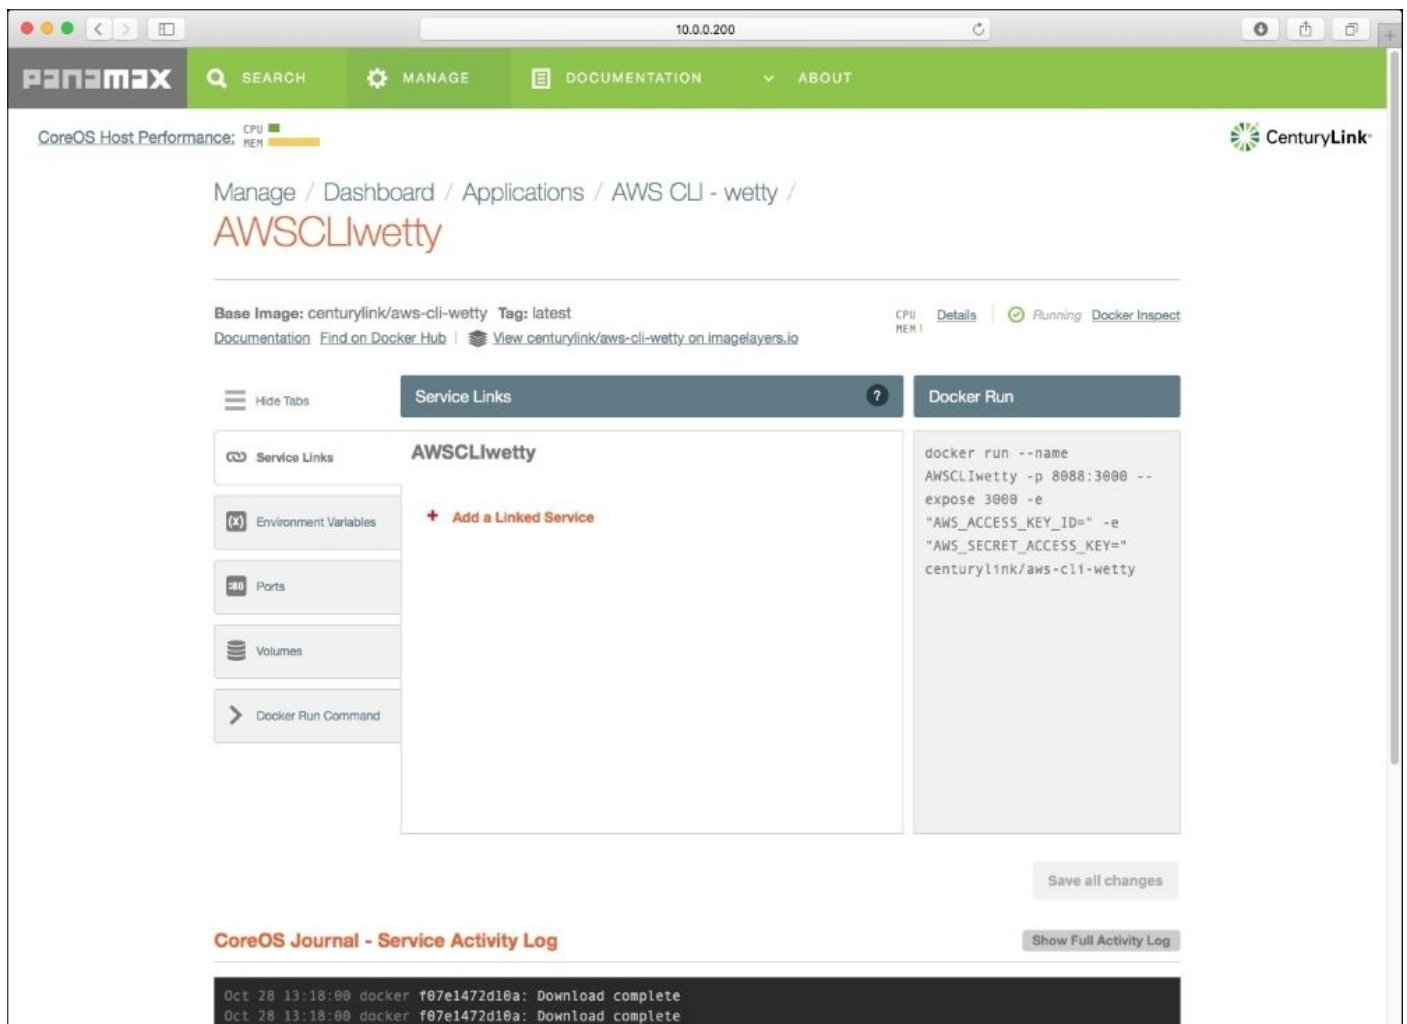 10.0.0.200
panamax SEARCH MANAGE DOCUMENTATION ABOUT
CoreOS Host Performance: CPU
MEM
CenturyLink
Manage / Dashboard / Applications / AWS CLI - wetty /
AWSCLIwetty
Base Image: centurylink/aws-cli-wetty Tag: latest
Documentation Find on Docker Hub | View centurylink/aws-cli-wetty on imagelayers.io
CPU
MEM
Details Running Docker Inspect
Hide Tabs
Service Links
Environment Variables
Ports
Volumes
Docker Run Command
Service Links ?
AWSCLIwetty
+ Add a Linked Service
Docker Run
docker run --name
AWSCLIwetty -p 8088:3000 --
expose 3000 -e
"AWS_ACCESS_KEY_ID=" -e
"AWS_SECRET_ACCESS_KEY="
centurylink/aws-cli-wetty
Save all changes
CoreOS Journal - Service Activity Log
Show Full Activity Log
Oct 28 13:18:00 docker f07e1472d10a: Download complete
Oct 28 13:18:00 docker f07e1472d10a: Download complete